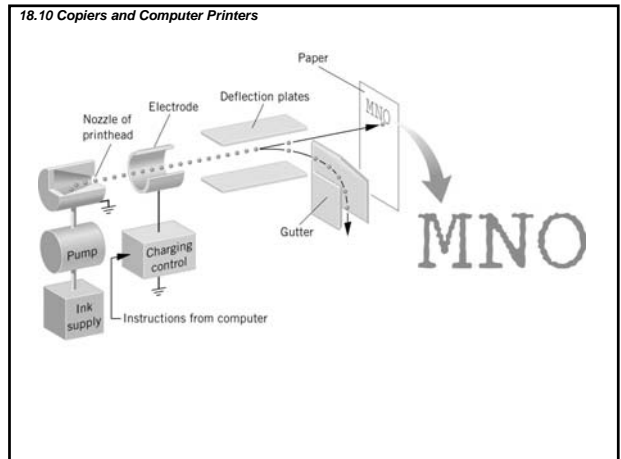 18.10 Copiers and Computer Printers
Paper
Deflection plates
Electrode
Nozzle of
printhead
MNO
Gutter
MNO
Pump
Charging
control
Ink
supply
Instructions from computer